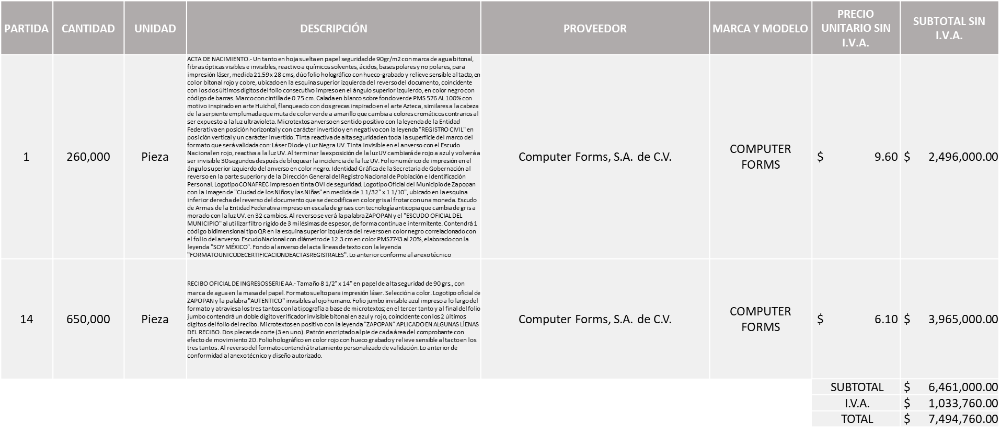 PARTIDA CANTIDAD UNIDAD DESCRIPCIÓN PROVEEDOR MARCA Y MODELO PRECIO UNITARIO SIN I.V.A. SUBTOTAL SIN I.V.A.
1 260,000 Pieza
ACTA DE NACIMIENTO.- Un tanto en hoja suelta en papel seguridad de 90gr/m2 con marca de agua bitonal,
fibras ópticas visibles e invisibles, reactivo a químicos solventes, ácidos, bases polares y no polares, para
impresión láser, medida 21.59 x 28 cms, dúo folio holográfico con hueco-grabado y relieve sensible al tacto, en
color bitonal rojo y cobre, ubicado en la esquina superior izquierda del reverso del documento, coincidente
con los dos últimos dígitos del folio consecutivo impreso en el ángulo superior izquierdo, en color negro con
código de barras. Marco con cintilla de 0.75 cm. Calada en blanco sobre fondo verde PMS 576 AL 100% con
motivo inspirado en arte Huichol, flanqueado con dos grecas inspirado en el arte Azteca, similares a la cabeza
de la serpiente emplumada que muta de color verde a amarillo que cambia a colores cromáticos contrarios al
ser expuesto a la luz ultravioleta. Microtextos anverso en sentido positivo con la leyenda de la Entidad
Federativa en posición horizontal y con carácter invertido y en negativo con la leyenda "REGISTRO CIVIL" en
posición vertical y un carácter invertido. Tinta reactiva de alta seguridad en toda la superficie del marco del
formato que será validada con: Láser Diode y Luz Negra UV. Tinta invisible en el anverso con el Escudo
Nacional en rojo, reactiva a la luz UV. Al terminar la exposición de la luz UV cambiará de rojo a azul y volverá a
ser invisible 30 segundos después de bloquear la incidencia de la luz UV. Folio numérico de impresión en el
ángulo superior izquierdo del anverso en color negro. Identidad Gráfica de la Secretaria de Gobernación al
reverso en la parte superior y de la Dirección General del Registro Nacional de Población e Identificación
Personal. Logotipo CONAFREC impreso en tinta OVI de seguridad. Logotipo Oficial del Municipio de Zapopan
con la imagen de "Ciudad de los Niños y las Niñas" en medida de 1 1/32" x 1 1/10", ubicado en la esquina
inferior derecha del reverso del documento que se decodifica en color gris al frotar con una moneda. Escudo
de Armas de la Entidad Federativa impreso en escala de grises con tecnología anticopia que cambia de gris a
morado con la luz UV. en 32 cambios. Al reverso se verá la palabra ZAPOPAN y el "ESCUDO OFICIAL DEL
MUNICIPIO" al utilizar filtro rígido de 3 milésimas de espesor, de forma continua e intermitente. Contendrá 1
código bidimensional tipo QR en la esquina superior izquierda del reverso en color negro correlacionado con
el folio del anverso. Escudo Nacional con diámetro de 12.3 cm en color PMS7743 al 20%, elaborado con la
leyenda "SOY MÉXICO". Fondo al anverso del acta líneas de texto con la leyenda
"FORMATOUNICODECERTIFICACIONDEACTASREGISTRALES". Lo anterior conforme al anexo técnico
Computer Forms, S.A. de C.V. COMPUTER FORMS $ 9.60 $ 2,496,000.00
14 650,000 Pieza
RECIBO OFICIAL DE INGRESOS SERIE AA.- Tamaño 8 1/2" x 14" en papel de alta seguridad de 90 grs., con
marca de agua en la masa del papel. Formato suelto para impresión láser. Selección a color. Logotipo oficial de
ZAPOPAN y la palabra "AUTENTICO" invisibles al ojo humano. Folio jumbo invisible azul impreso a lo largo del
formato y atraviesa los tres tantos con la tipografía a base de microtextos; en el tercer tanto y al final del folio
jumbo contendrá un doble dígito verificador invisible bitonal en azul y rojo, coincidente con los 2 últimos
dígitos del folio del recibo. Microtextos en positivo con la leyenda "ZAPOPAN" APLICADO EN ALGUNAS LÍENAS
DEL RECIBO. Dos plecas de corte (3 en uno). Patrón encriptado al pie de cada área del comprobante con
efecto de movimiento 2D. Folio holográfico en color rojo con hueco grabado y relieve sensible al tacto en los
tres tantos. Al reverso del formato contendrá tratamiento personalizado de validación. Lo anterior de
conformidad al anexo técnico y diseño autorizado.
Computer Forms, S.A. de C.V. COMPUTER FORMS $ 6.10 $ 3,965,000.00
SUBTOTAL $ 6,461,000.00
I.V.A. $ 1,033,760.00
TOTAL $ 7,494,760.00